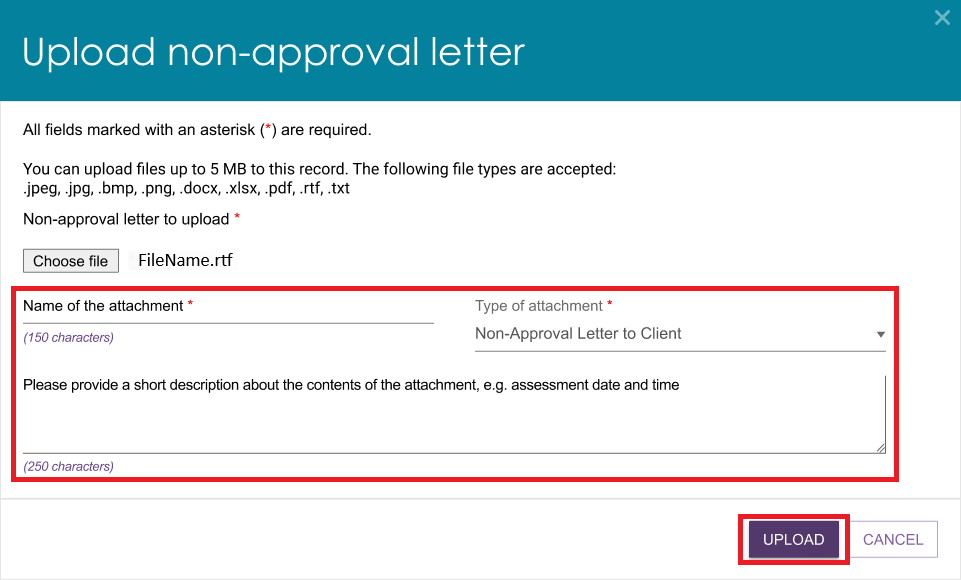 Upload non-approval letter
All fields marked with an asterisk (*) are required.
You can upload files up to 5 MB to this record. The following file types are accepted:
.jpeg, .jpg, .bmp, .png, .docx, .xlsx, .pdf, .rtf, .txt
Non-approval letter to upload *
Choose file FileName.rtf
Name of the attachment * Type of attachment *
Non-Approval Letter to Client
(150 characters)
Please provide a short description about the contents of the attachment, e.g. assessment date and time
(250 characters)
UPLOAD CANCEL